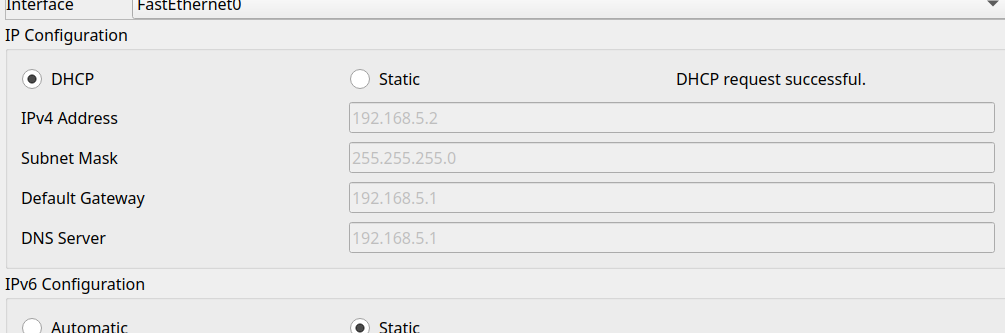 Interface FastEthernet0
IP Configuration
DHCP Static DHCP request successful.
IPv4 Address 192.168.5.2
Subnet Mask 255.255.255.0
Default Gateway 192.168.5.1
DNS Server 192.168.5.1
IPv6 Configuration
Automatic Static